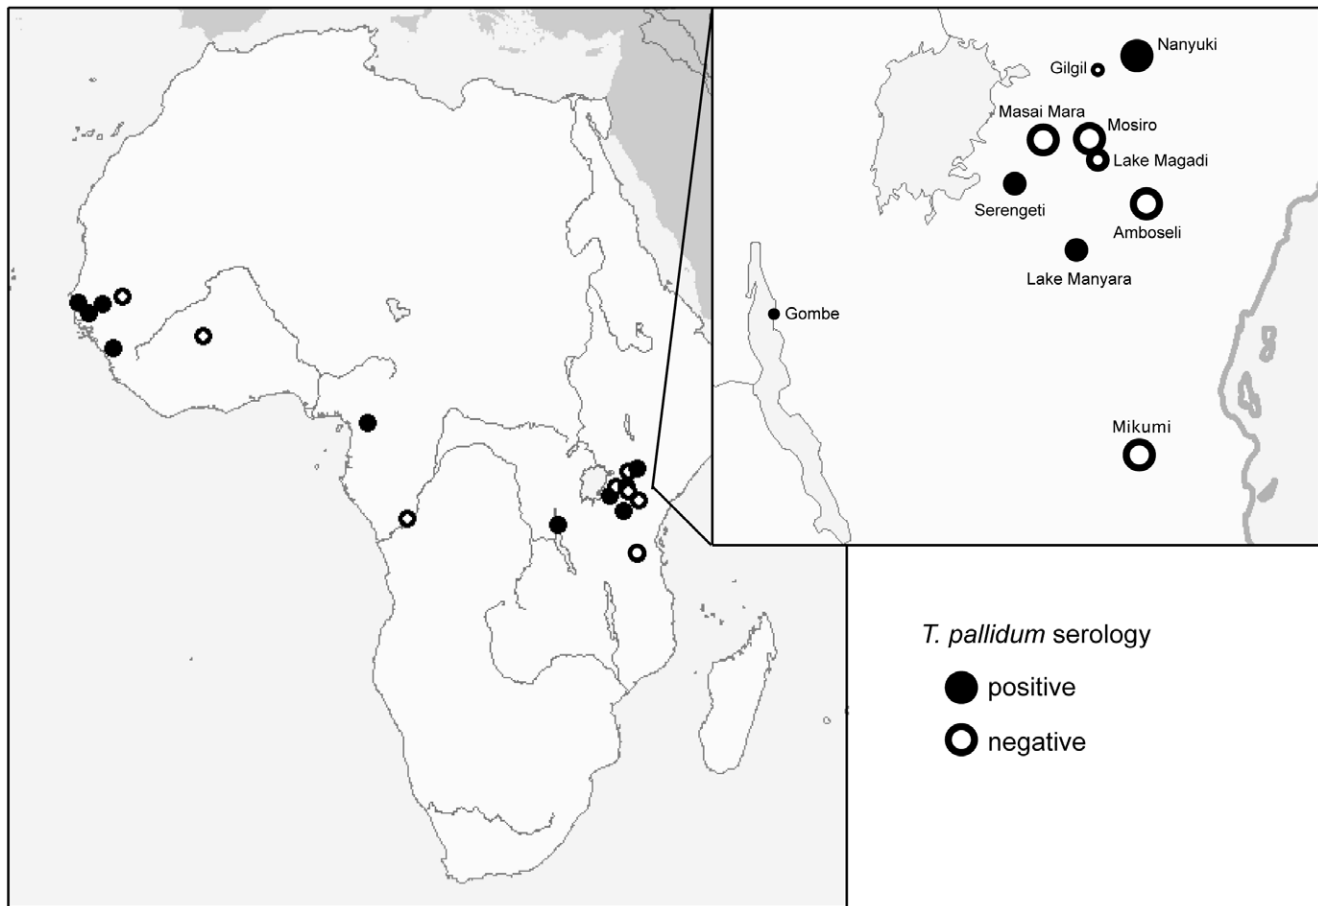 Nanyuki
Gilgil
Masai Mara
Mosiro
Lake Magadi
Serengeti
Amboseli
Lake Manyara
Gombe
Mikumi
T. pallidum serology
positive
negative